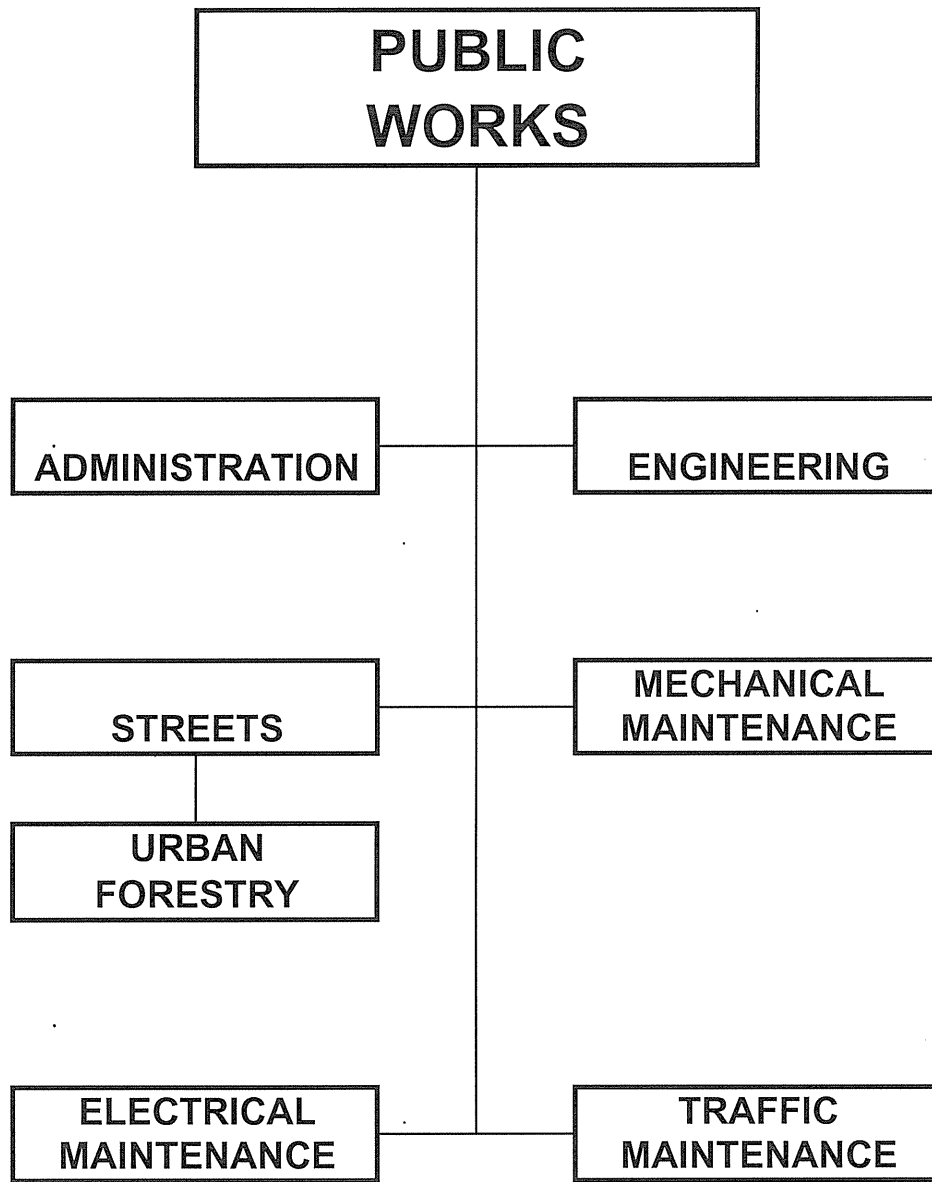 PUBLIC
WORKS
ADMINISTRATION
ENGINEERING
STREETS
MECHANICAL
MAINTENANCE
URBAN
FORESTRY
ELECTRICAL
MAINTENANCE
TRAFFIC
MAINTENANCE